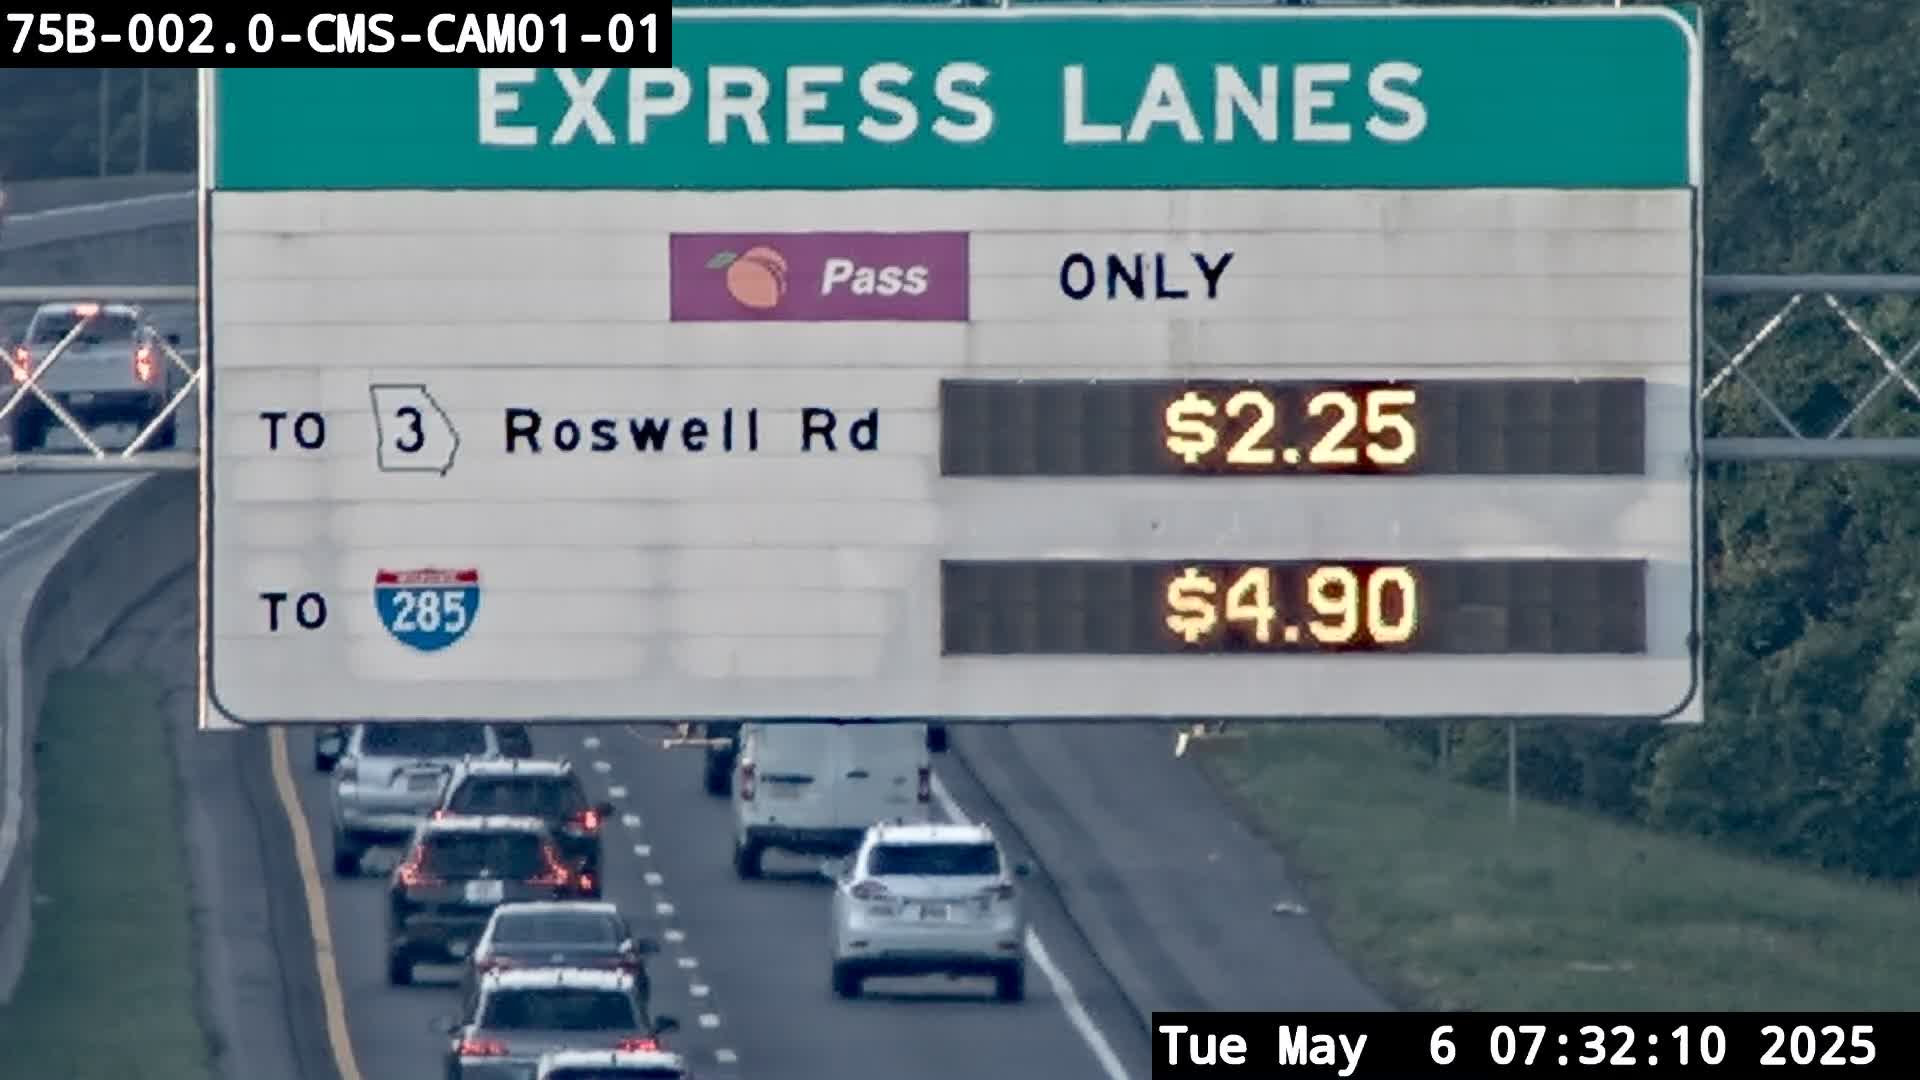 75B-002.0-CMS-CAM01-01
EXPRESS LANES
Pass ONLY
TO 3 Roswell Rd $2.25
TO 285 $4.90
Tue May 6 07:32:10 2025